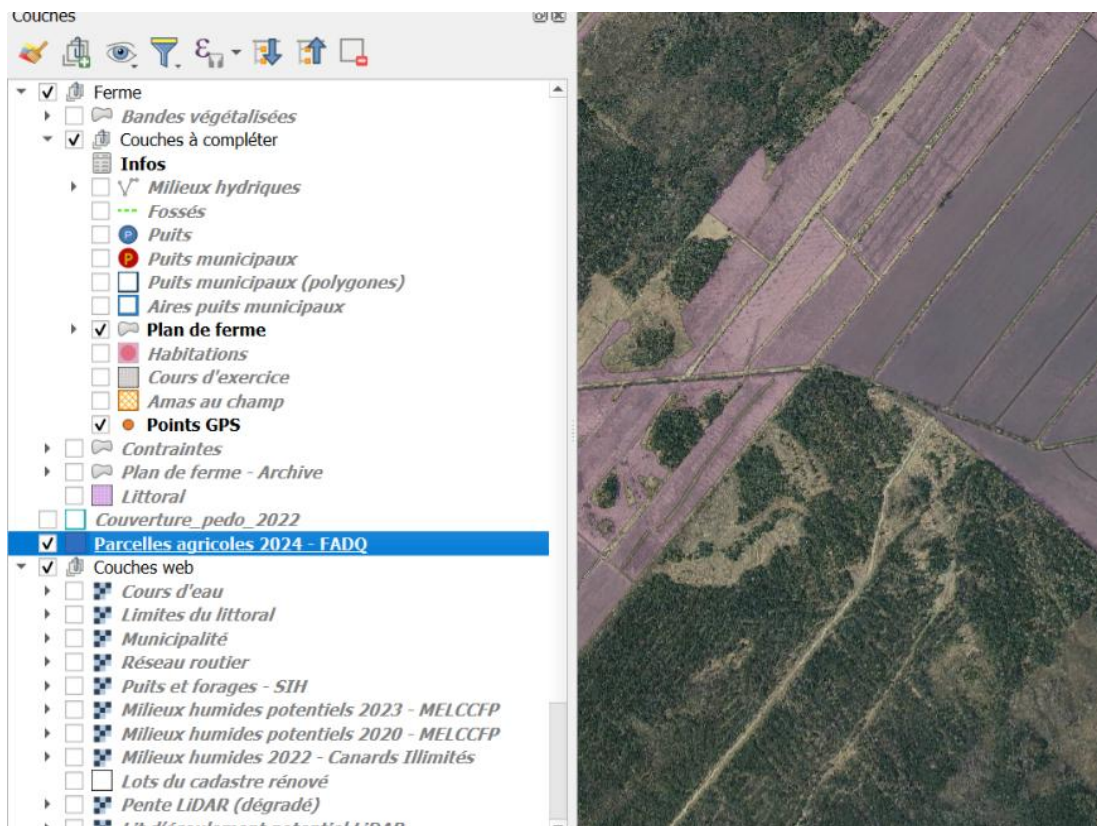 Couches
Ferme
Bandes végétalisées
Couches à compléter
Infos
Milieux hydriques
Fossés
P Puits
P Puits municipaux
Puits municipaux (polygones)
Aires puits municipaux
Plan de ferme
Habitations
Cours d'exercice
Amas au champ
Points GPS
Contraintes
Plan de ferme - Archive
Littoral
Couverture_pedo_2022
Parcelles agricoles 2024 - FADQ
Couches web
Cours d'eau
Limites du littoral
Municipalité
Réseau routier
Puits et forages - SIH
Milieux humides potentiels 2023 - MELCCFP
Milieux humides potentiels 2020 - MELCCFP
Milieux humides 2022 - Canards Illimités
Lots du cadastre rénové
Pente LiDAR (dégradé)
Lit d'écoulement potentiel LiDAR